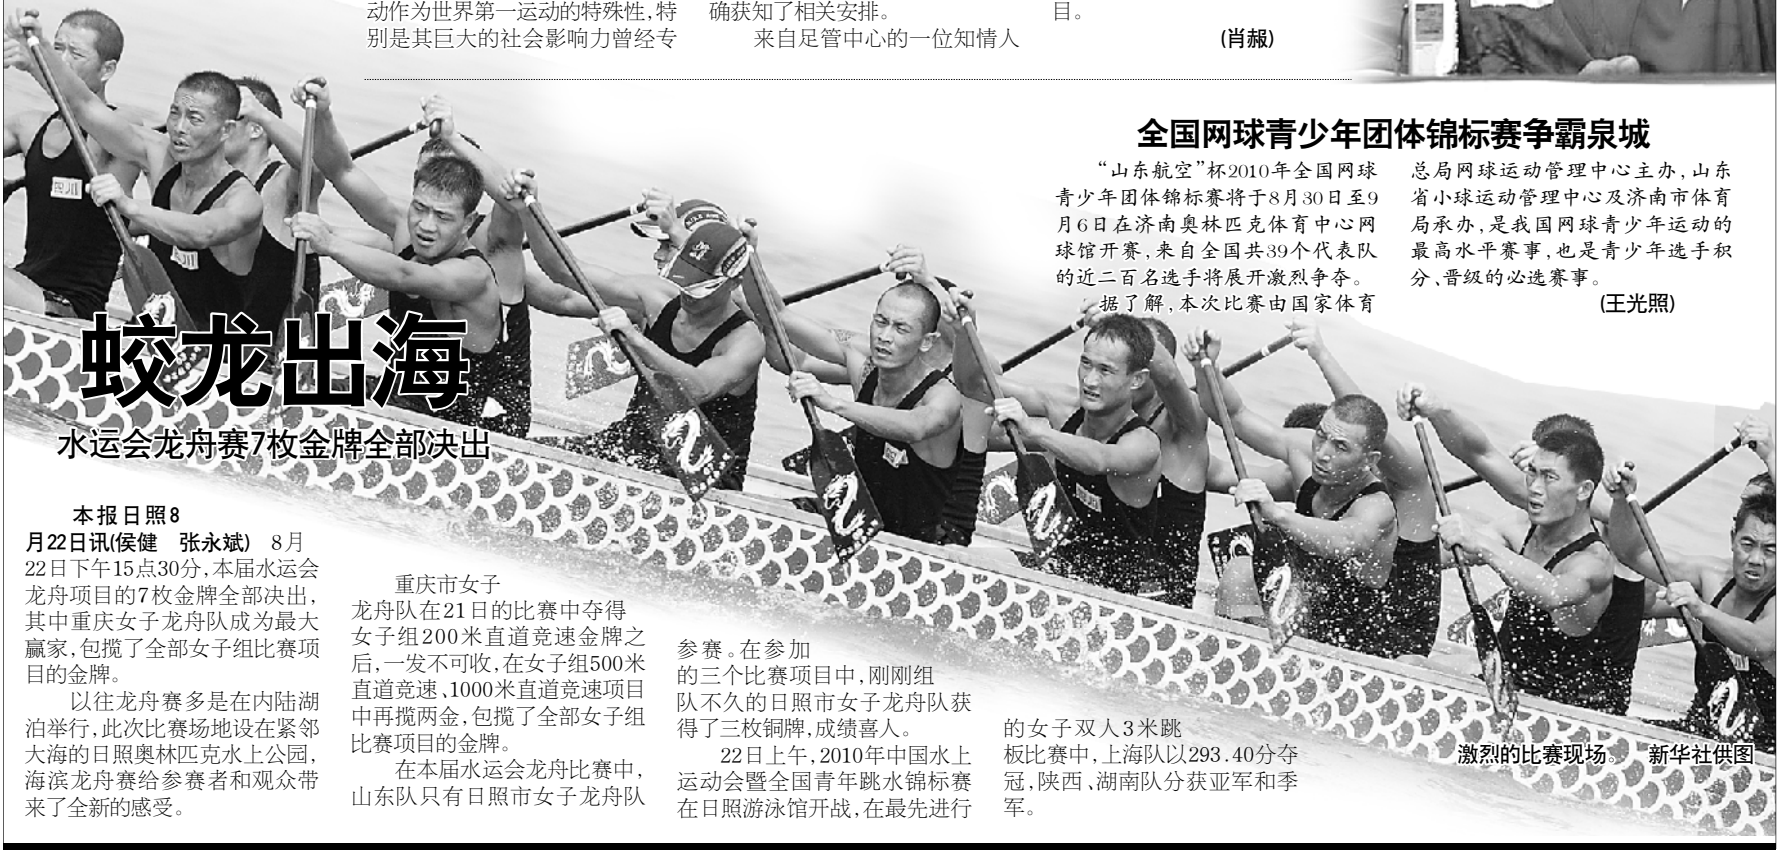 动作为世界第一运动的特殊性,特
别是其巨大的社会影响力曾经专
确获知了相关安排。
来自足管中心的一位知情人
目。
(肖赧)
全国网球青少年团体锦标赛争霸泉城
“山东航空”杯2010年全国网球
青少年团体锦标赛将于8月30日至9
月6日在济南奥林匹克体育中心网
球馆开赛,来自全国共39个代表队
的近二百名选手将展开激烈争夺。
据了解,本次比赛由国家体育
总局网球运动管理中心主办,山东
省小球运动管理中心及济南市体育
局承办,是我国网球青少年运动的
最高水平赛事,也是青少年选手积
分、晋级的必选赛事。
(王光照)
四川
蛟龙出海
水运会龙舟赛7枚金牌全部决出
本报日照8
月22日讯(侯健 张永斌) 8月
22日下午15点30分,本届水运会
龙舟项目的7枚金牌全部决出,
其中重庆女子龙舟队成为最大
赢家,包揽了全部女子组比赛项
目的金牌。
以往龙舟赛多是在内陆湖
泊举行,此次比赛场地设在紧邻
大海的日照奥林匹克水上公园,
海滨龙舟赛给参赛者和观众带
来了全新的感受。
重庆市女子
龙舟队在21日的比赛中夺得
女子组200米直道竞速金牌之
后,一发不可收,在女子组500米
直道竞速、1000米直道竞速项目
中再揽两金,包揽了全部女子组
比赛项目的金牌。
在本届水运会龙舟比赛中,
山东队只有日照市女子龙舟队
参赛。在参加
的三个比赛项目中,刚刚组
队不久的日照市女子龙舟队获
得了三枚铜牌,成绩喜人。
22日上午,2010年中国水上
运动会暨全国青年跳水锦标赛
在日照游泳馆开战,在最先进行
的女子双人3米跳
板比赛中,上海队以293.40分夺
冠,陕西、湖南队分获亚军和季
军。
激烈的比赛现场。 新华社供图